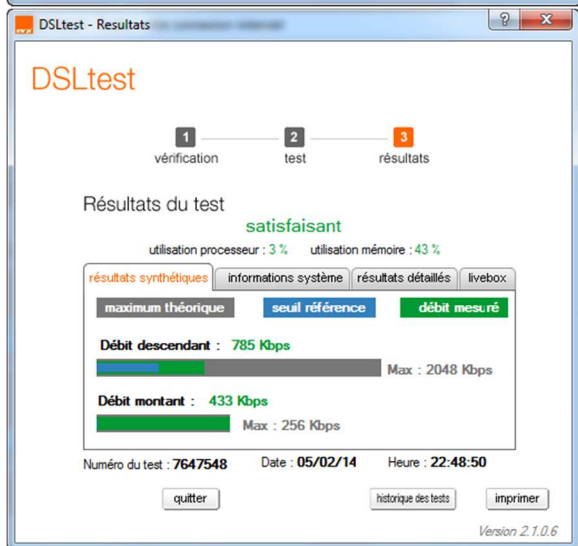 DSLtest - Resultats
DSLtest
1 2 3
vérification test résultats
Résultats du test
satisfaisant
utilisation processeur : 3 % utilisation mémoire : 43 %
résultats synthétiques informations système résultats détaillés livebox
maximum théorique seuil référence débit mesuré
Débit descendant : 785 Kbps
Max : 2048 Kbps
Débit montant : 433 Kbps
Max : 256 Kbps
Numéro du test : 7647548 Date : 05/02/14 Heure : 22:48:50
quitter historique des tests imprimer
Version 2.1.0.6